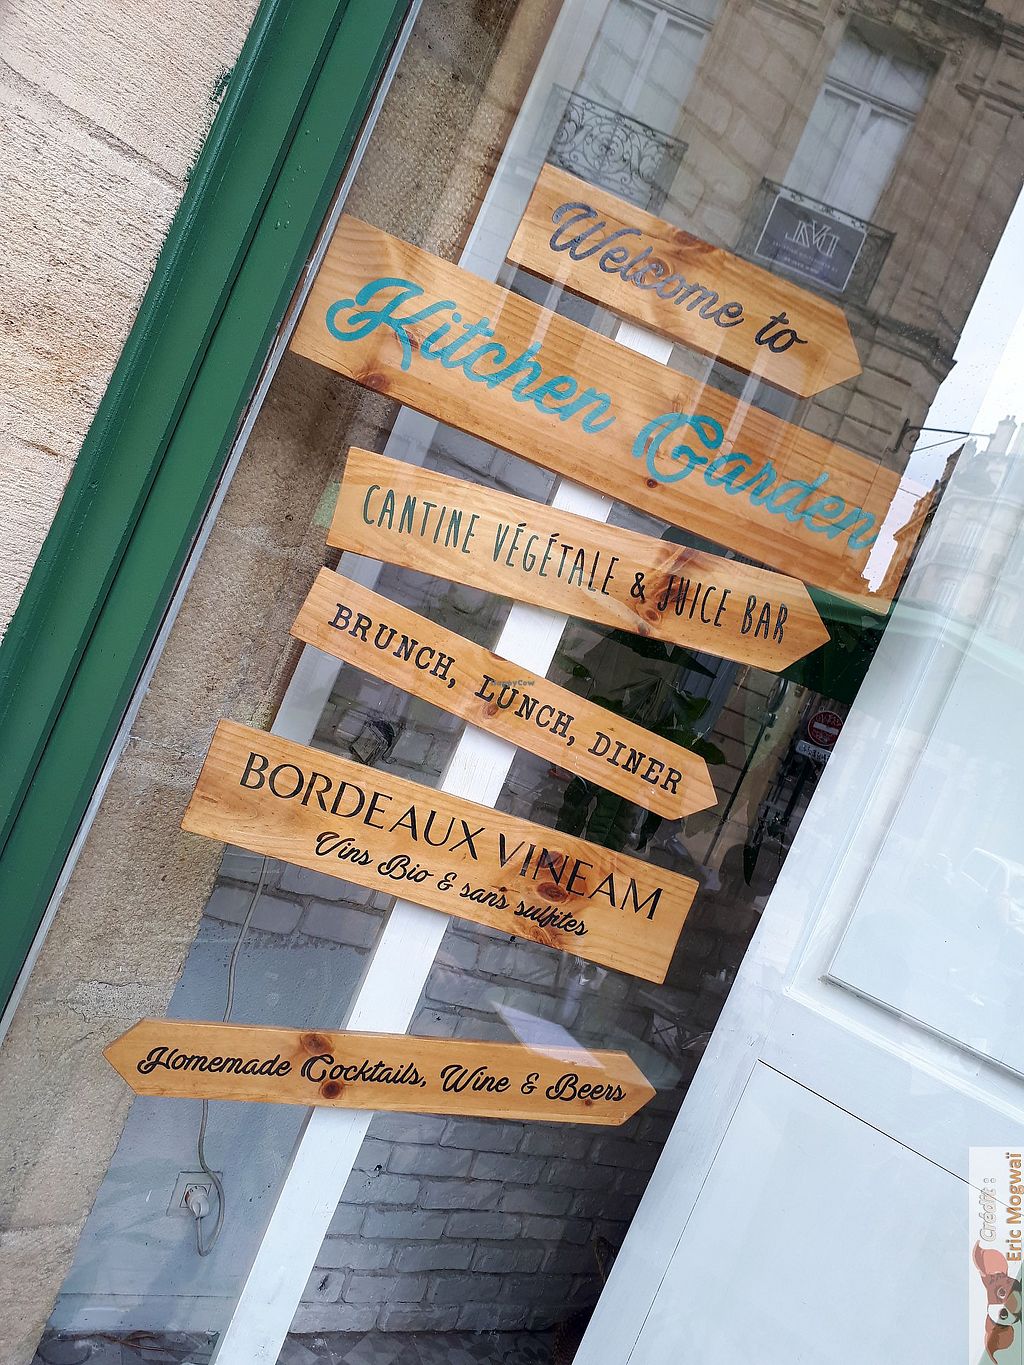 Welcome to
Kitchen Garden
CANTINE VÉGÉTALE & JUICE BAR
BRUNCH, LUNCH, DINER
BORDEAUX VINEAM
Vins Bio & sans sulfites
Homemade Cocktails, Wine & Beers
HappyCow
Crédit :
Eric Mogwaï